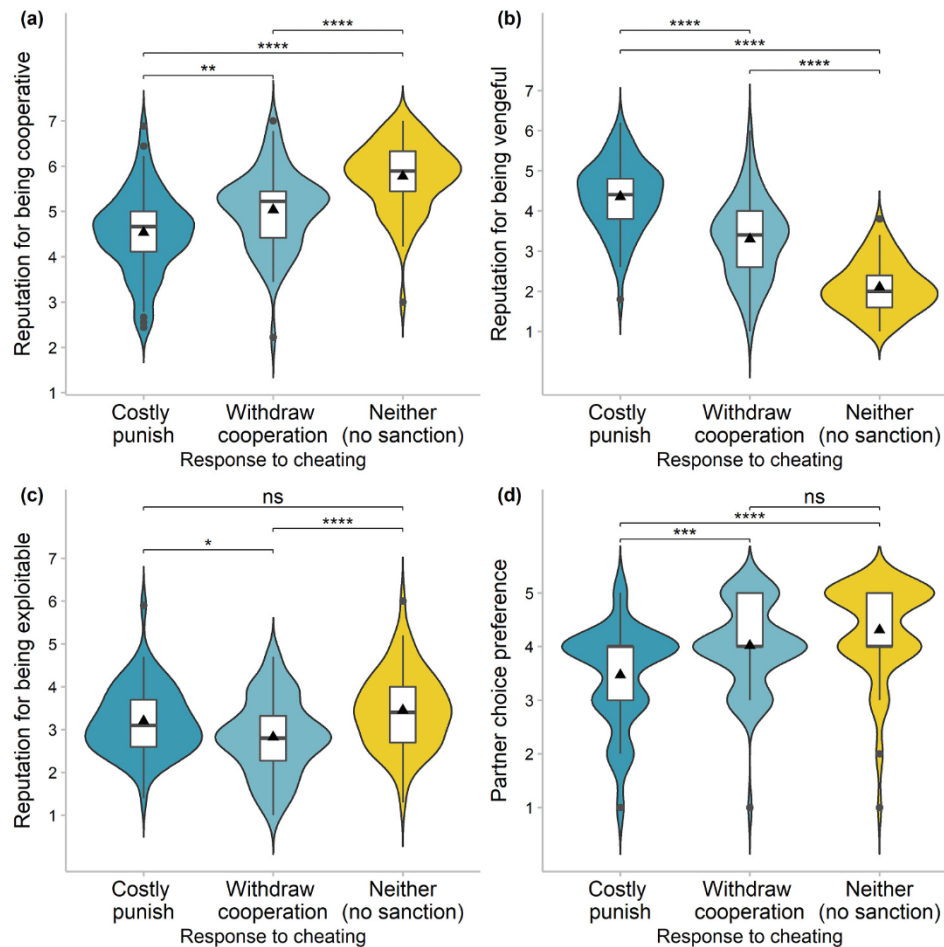 (a)
****
****
**
Reputation for being cooperative
7
6
5
4
3
2
1
Costly punish
Withdraw cooperation
Neither (no sanction)
Response to cheating
(b)
****
****
****
Reputation for being vengeful
7
6
5
4
3
2
1
Costly punish
Withdraw cooperation
Neither (no sanction)
Response to cheating
(c)
ns
****
*
Reputation for being exploitable
7
6
5
4
3
2
1
Costly punish
Withdraw cooperation
Neither (no sanction)
Response to cheating
(d)
ns
****
***
Partner choice preference
5
4
3
2
1
Costly punish
Withdraw cooperation
Neither (no sanction)
Response to cheating